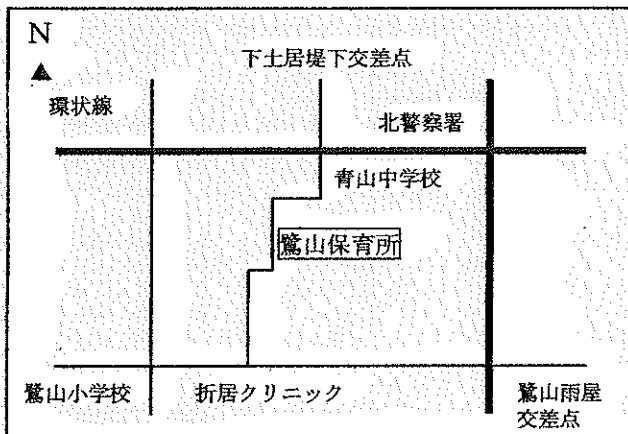 N
下土居堤下交差点
環状線
北警察署
青山中学校
鷺山保育所
鷺山小学校
折居クリニック
鷺山雨屋
交差点